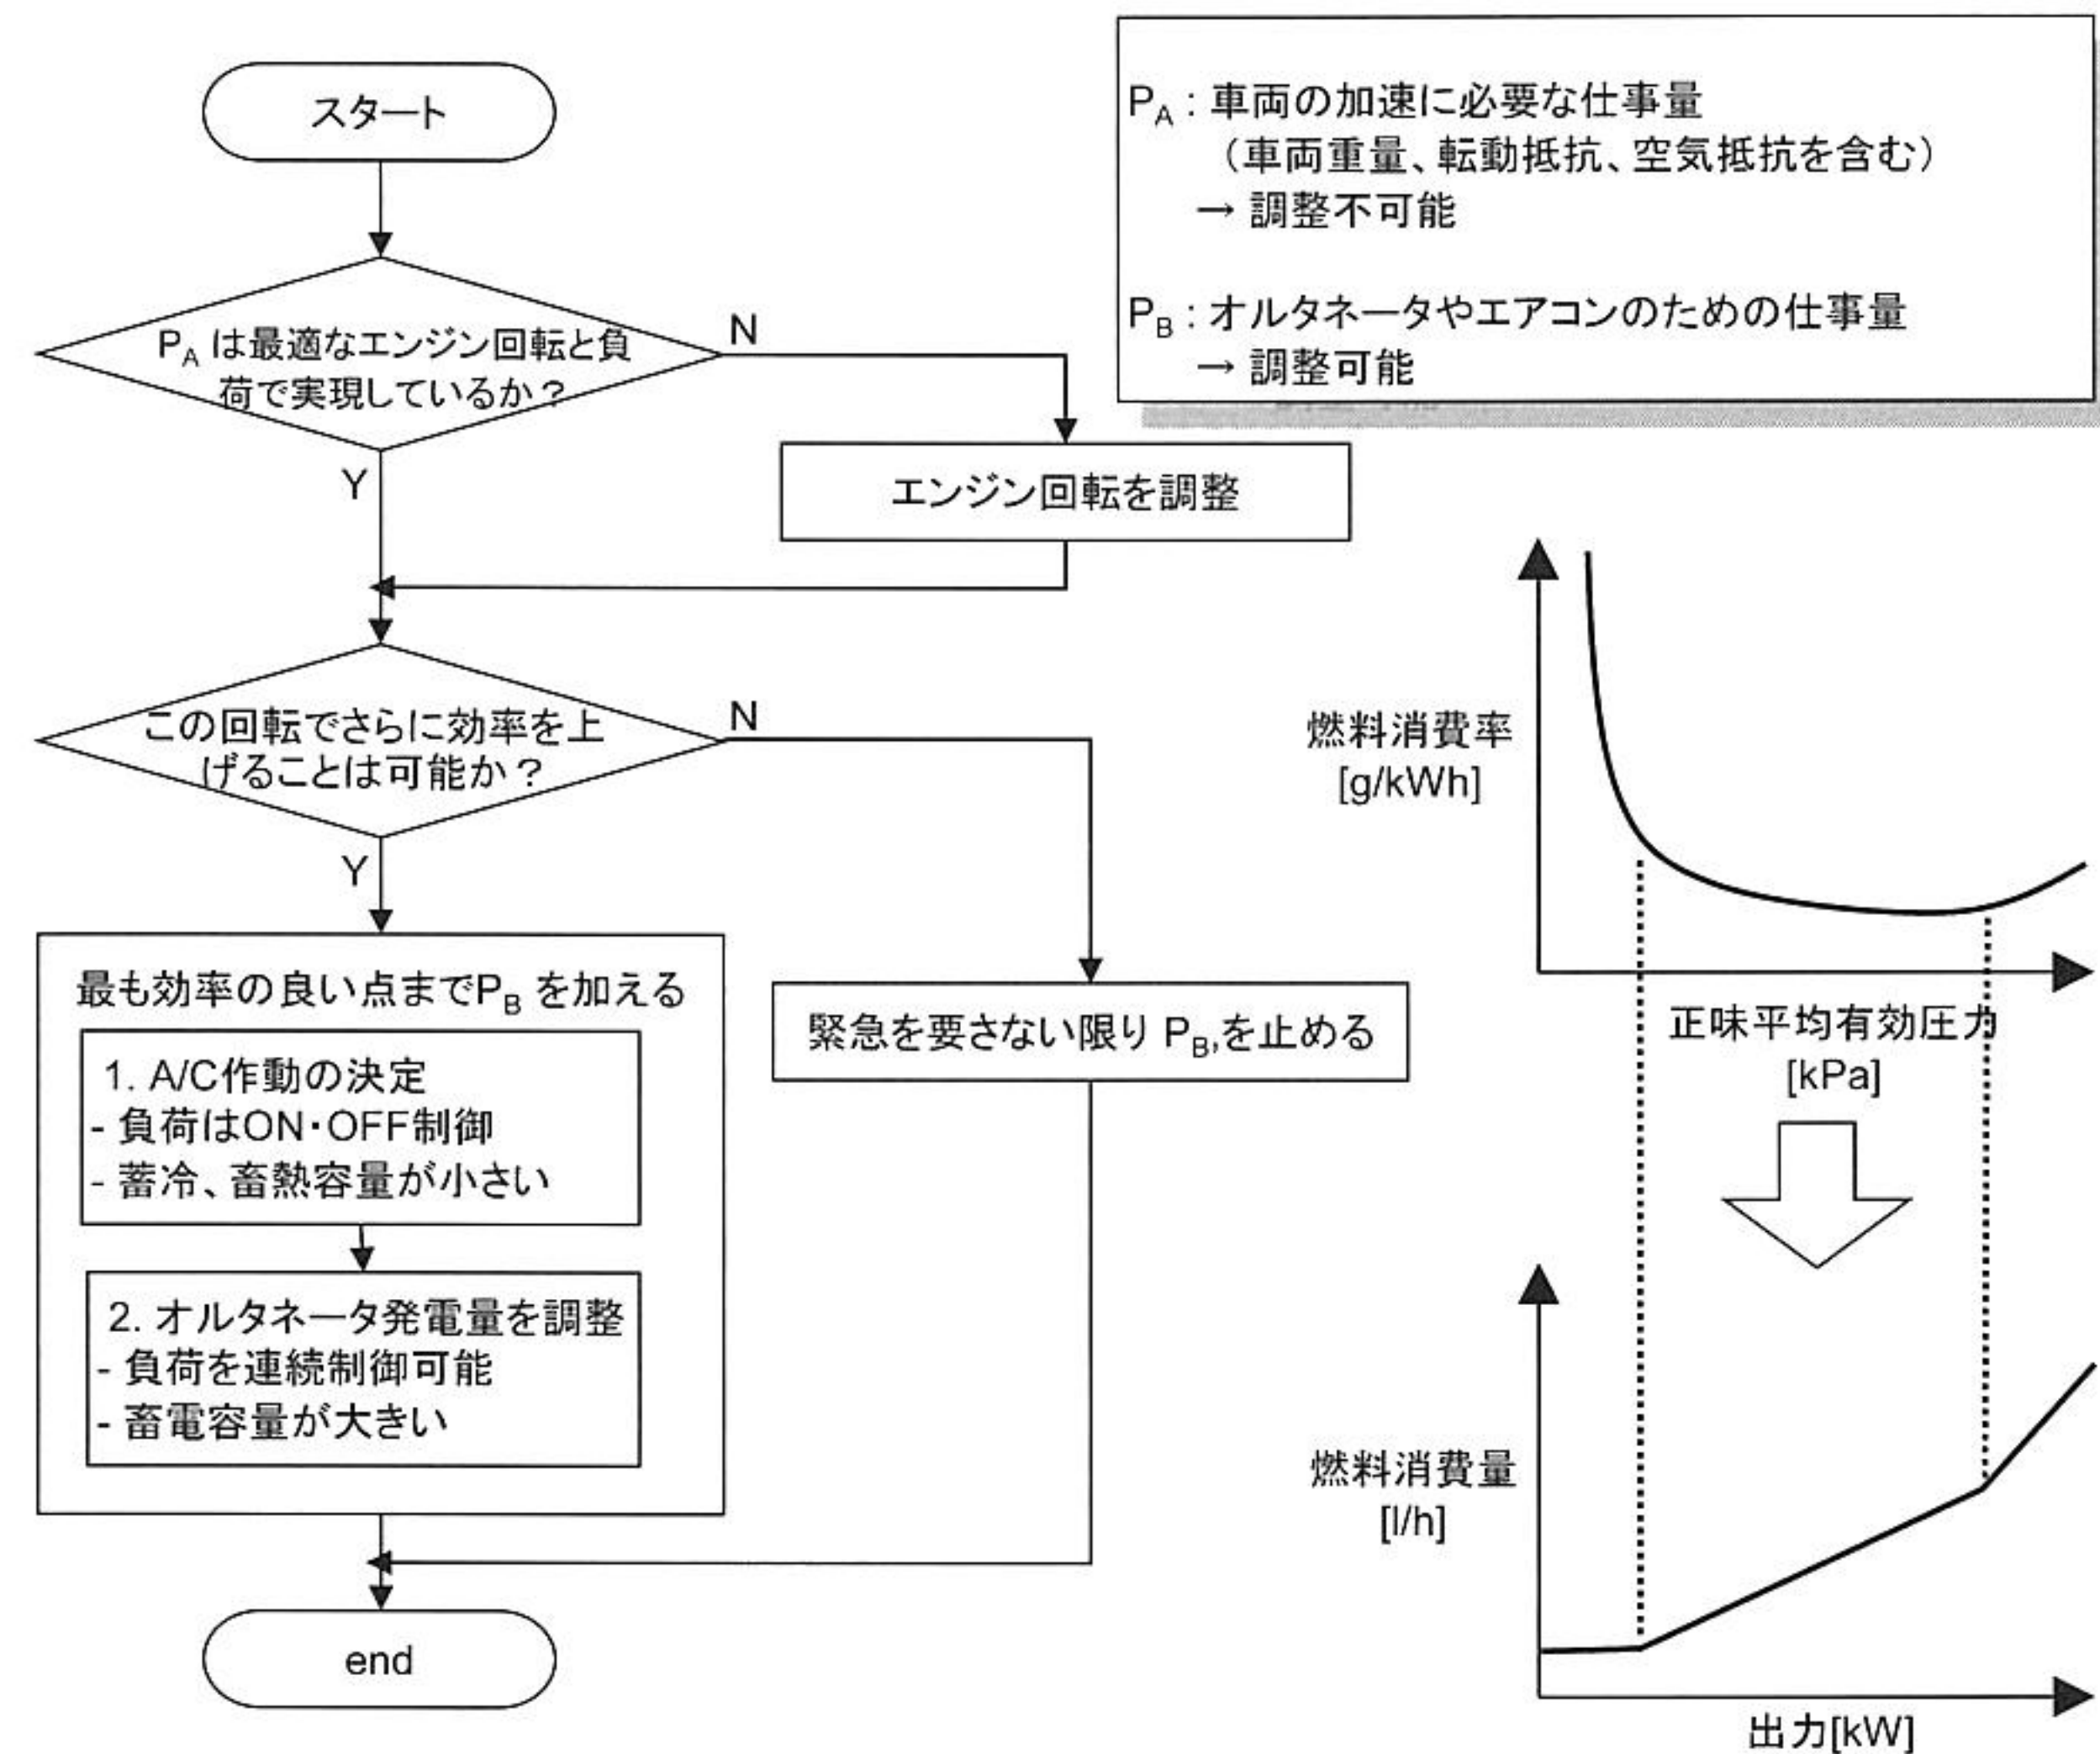 スタート
PA は最適なエンジン回転と負
荷で実現しているか？
N
Y
エンジン回転を調整
この回転でさらに効率を上
げることは可能か？
N
Y
最も効率の良い点までPB を加える
1. A/C作動の決定
- 負荷はON・OFF制御
- 蓄冷、畜熱容量が小さい
2. オルタネータ発電量を調整
- 負荷を連続制御可能
- 畜電容量が大きい
緊急を要さない限り PB,を止める
end
PA : 車両の加速に必要な仕事量
（車両重量、転動抵抗、空気抵抗を含む）
→ 調整不可能
PB : オルタネータやエアコンのための仕事量
→ 調整可能
燃料消費率
[g/kWh]
正味平均有効圧力
[kPa]
燃料消費量
[l/h]
出力[kW]